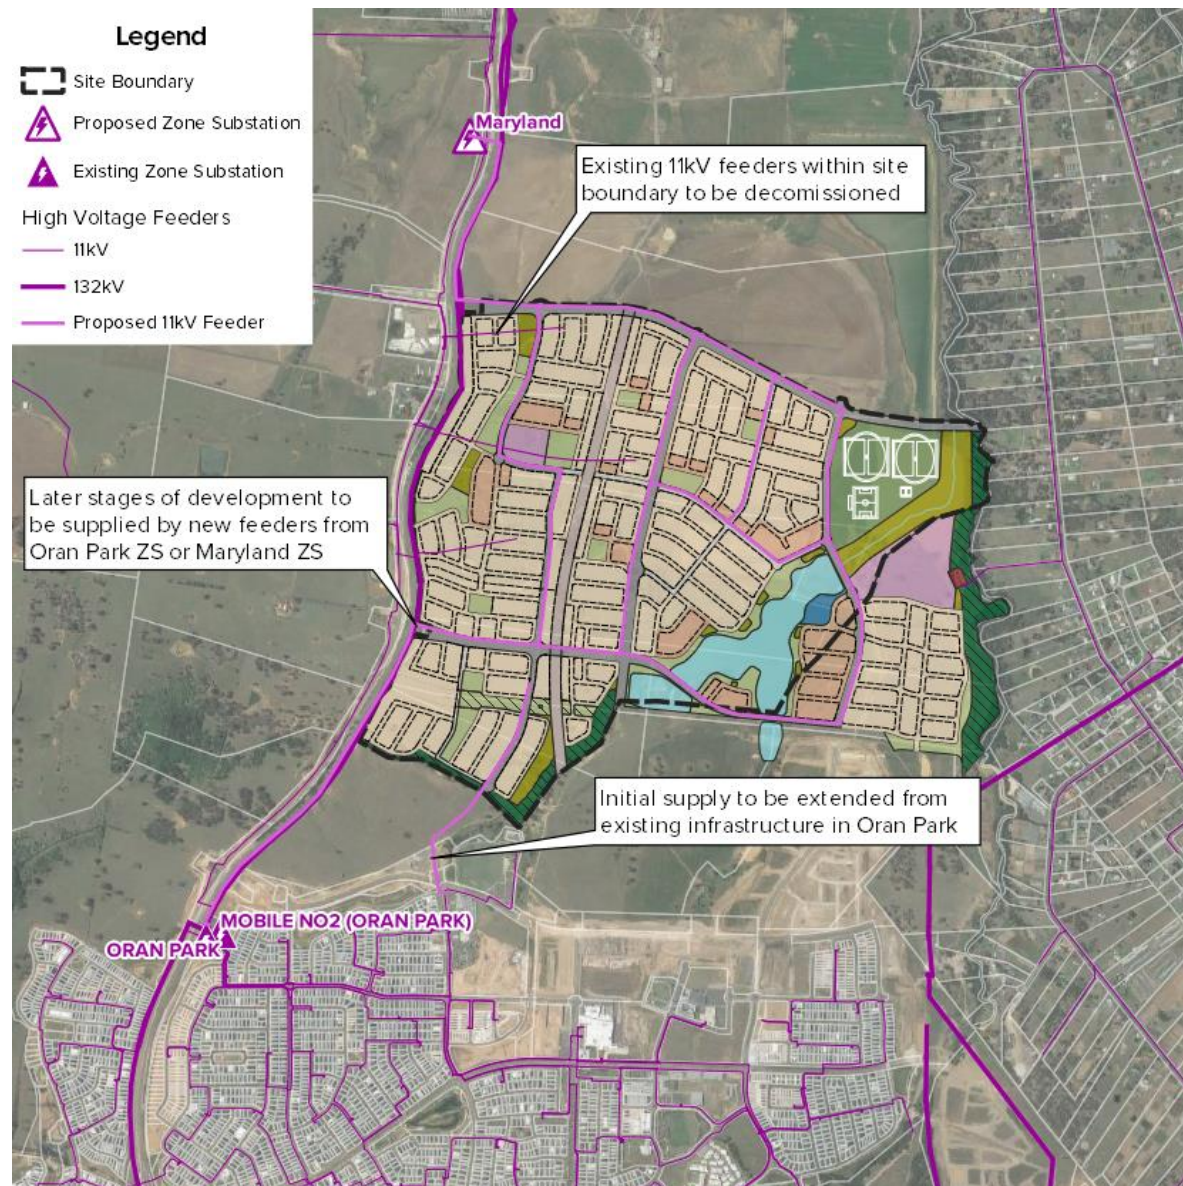 Legend
Site Boundary
Proposed Zone Substation
Existing Zone Substation
High Voltage Feeders
11kV
132kV
Proposed 11kV Feeder
Maryland
Existing 11kV feeders within site
boundary to be decomissioned
Later stages of development to
be supplied by new feeders from
Oran Park ZS or Maryland ZS
Initial supply to be extended from
existing infrastructure in Oran Park
MOBILE NO2 (ORAN PARK)
ORAN PARK